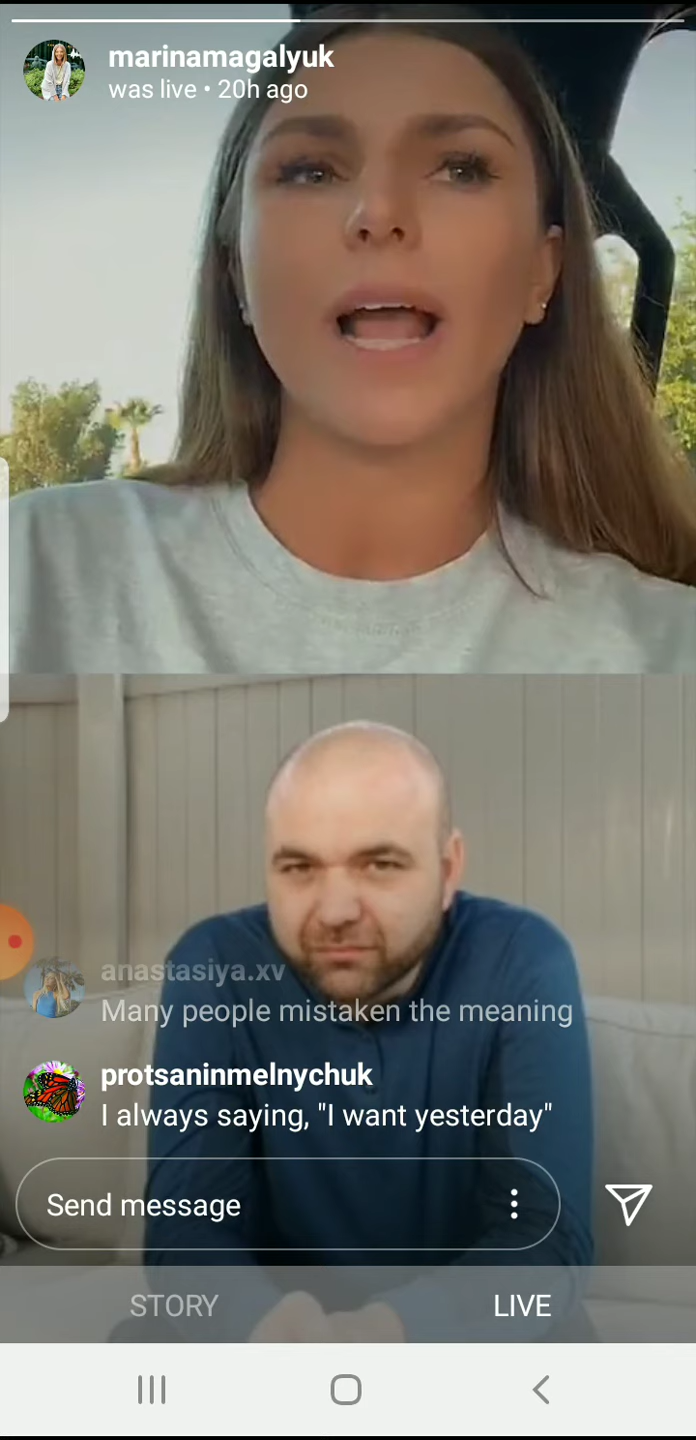 marinamagalyuk
was live • 20h ago
anastasiya.xv
Many people mistaken the meaning
protsaninmelnychuk
I always saying, "I want yesterday"
Send message
STORY
LIVE